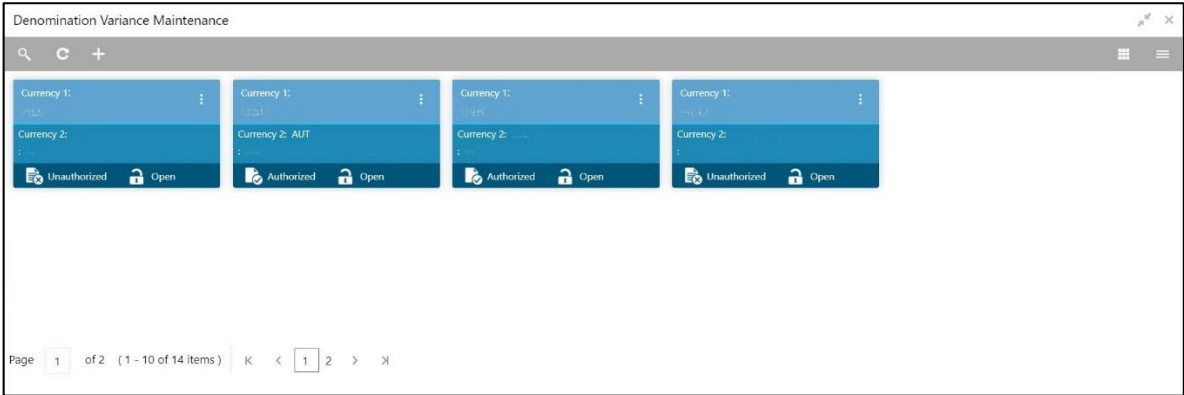 Denomination Variance Maintenance
Currency 1: Currency 1: Currency 1: Currency 1:
Currency 2: Currency 2: AUT Currency 2: Currency 2:
: : : :
Unauthorized Open Authorized Open Authorized Open Unauthorized Open
Page 1 of 2 ( 1 - 10 of 14 items ) 1 2